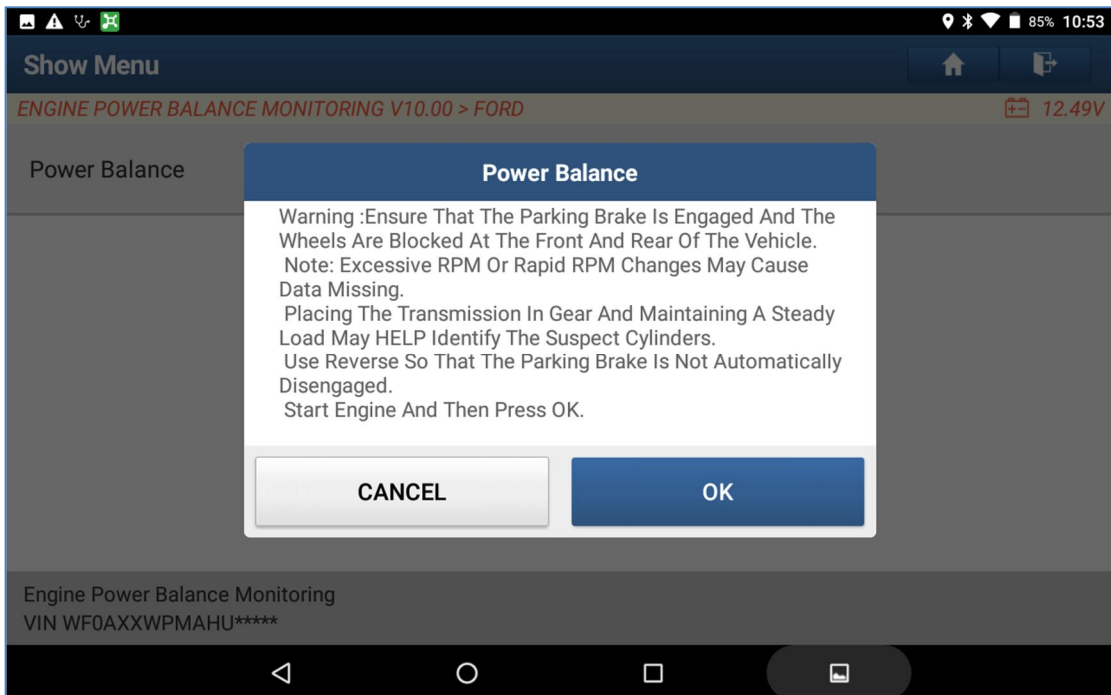 85% 10:53
Show Menu
ENGINE POWER BALANCE MONITORING V10.00 > FORD
12.49V
Power Balance
Power Balance
Warning :Ensure That The Parking Brake Is Engaged And The
Wheels Are Blocked At The Front And Rear Of The Vehicle.
Note: Excessive RPM Or Rapid RPM Changes May Cause
Data Missing.
Placing The Transmission In Gear And Maintaining A Steady
Load May HELP Identify The Suspect Cylinders.
Use Reverse So That The Parking Brake Is Not Automatically
Disengaged.
Start Engine And Then Press OK.
CANCEL
OK
Engine Power Balance Monitoring
VIN WF0AXXWPMAHU*****